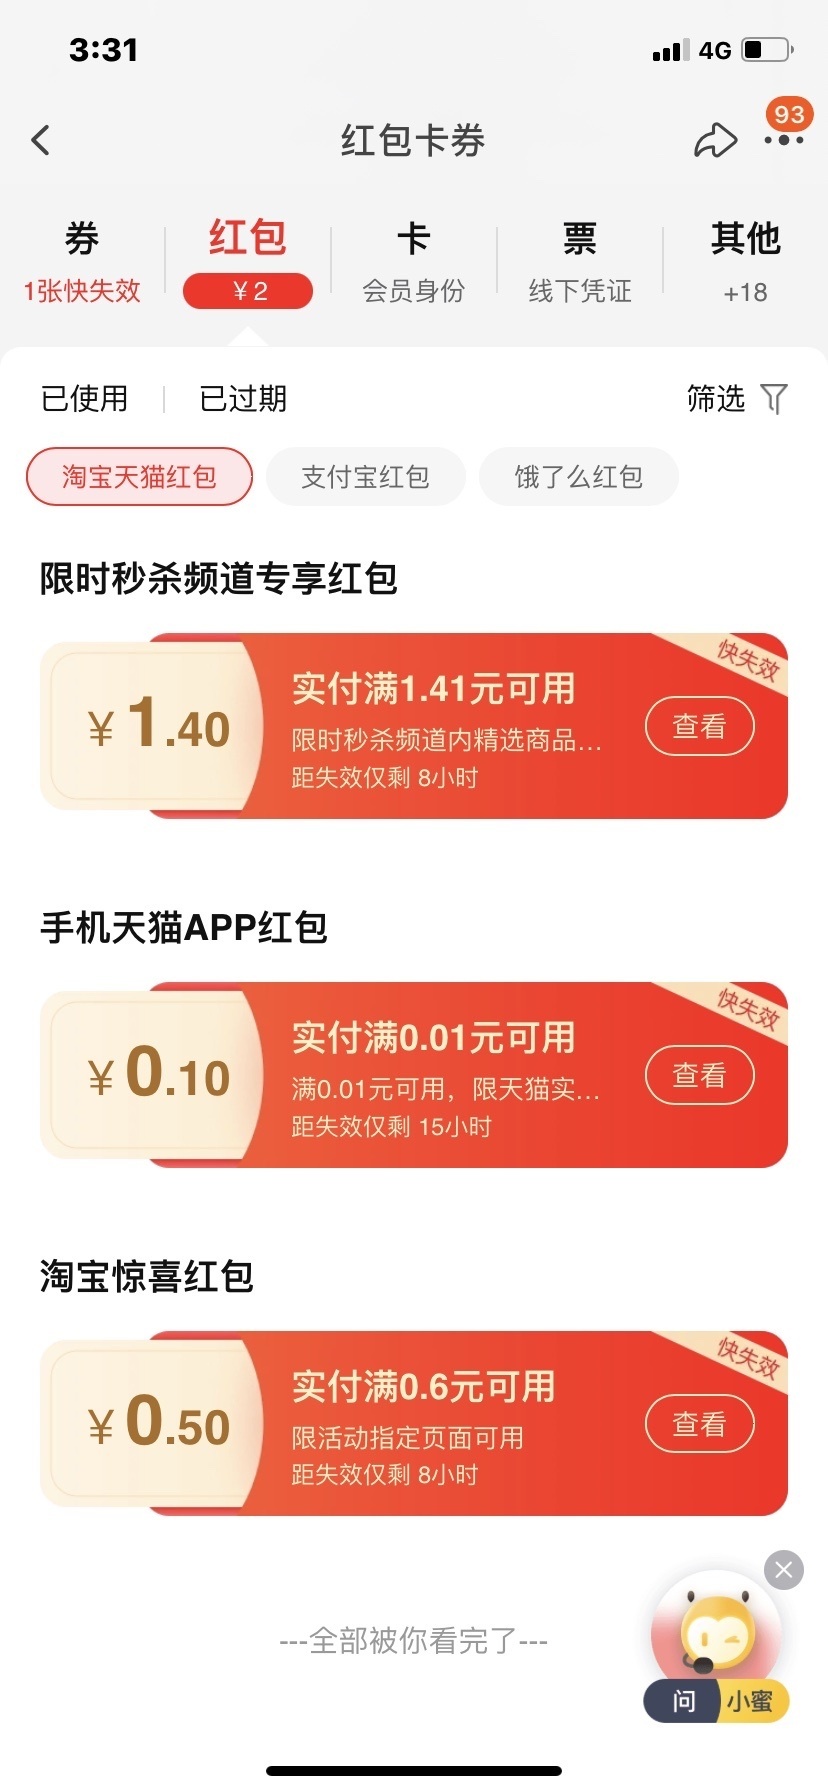 3:31
4G
93
红包卡券
券
红包
卡
票
其他
1张快失效
¥2
会员身份
线下凭证
+18
已使用
已过期
筛选
淘宝天猫红包
支付宝红包
饿了么红包
限时秒杀频道专享红包
快失效
¥1.40
实付满1.41元可用
限时秒杀频道内精选商品...
距失效仅剩 8小时
查看
手机天猫APP红包
快失效
¥0.10
实付满0.01元可用
满0.01元可用，限天猫实...
距失效仅剩 15小时
查看
淘宝惊喜红包
快失效
¥0.50
实付满0.6元可用
限活动指定页面可用
距失效仅剩 8小时
查看
---全部被你看完了---
问 小蜜